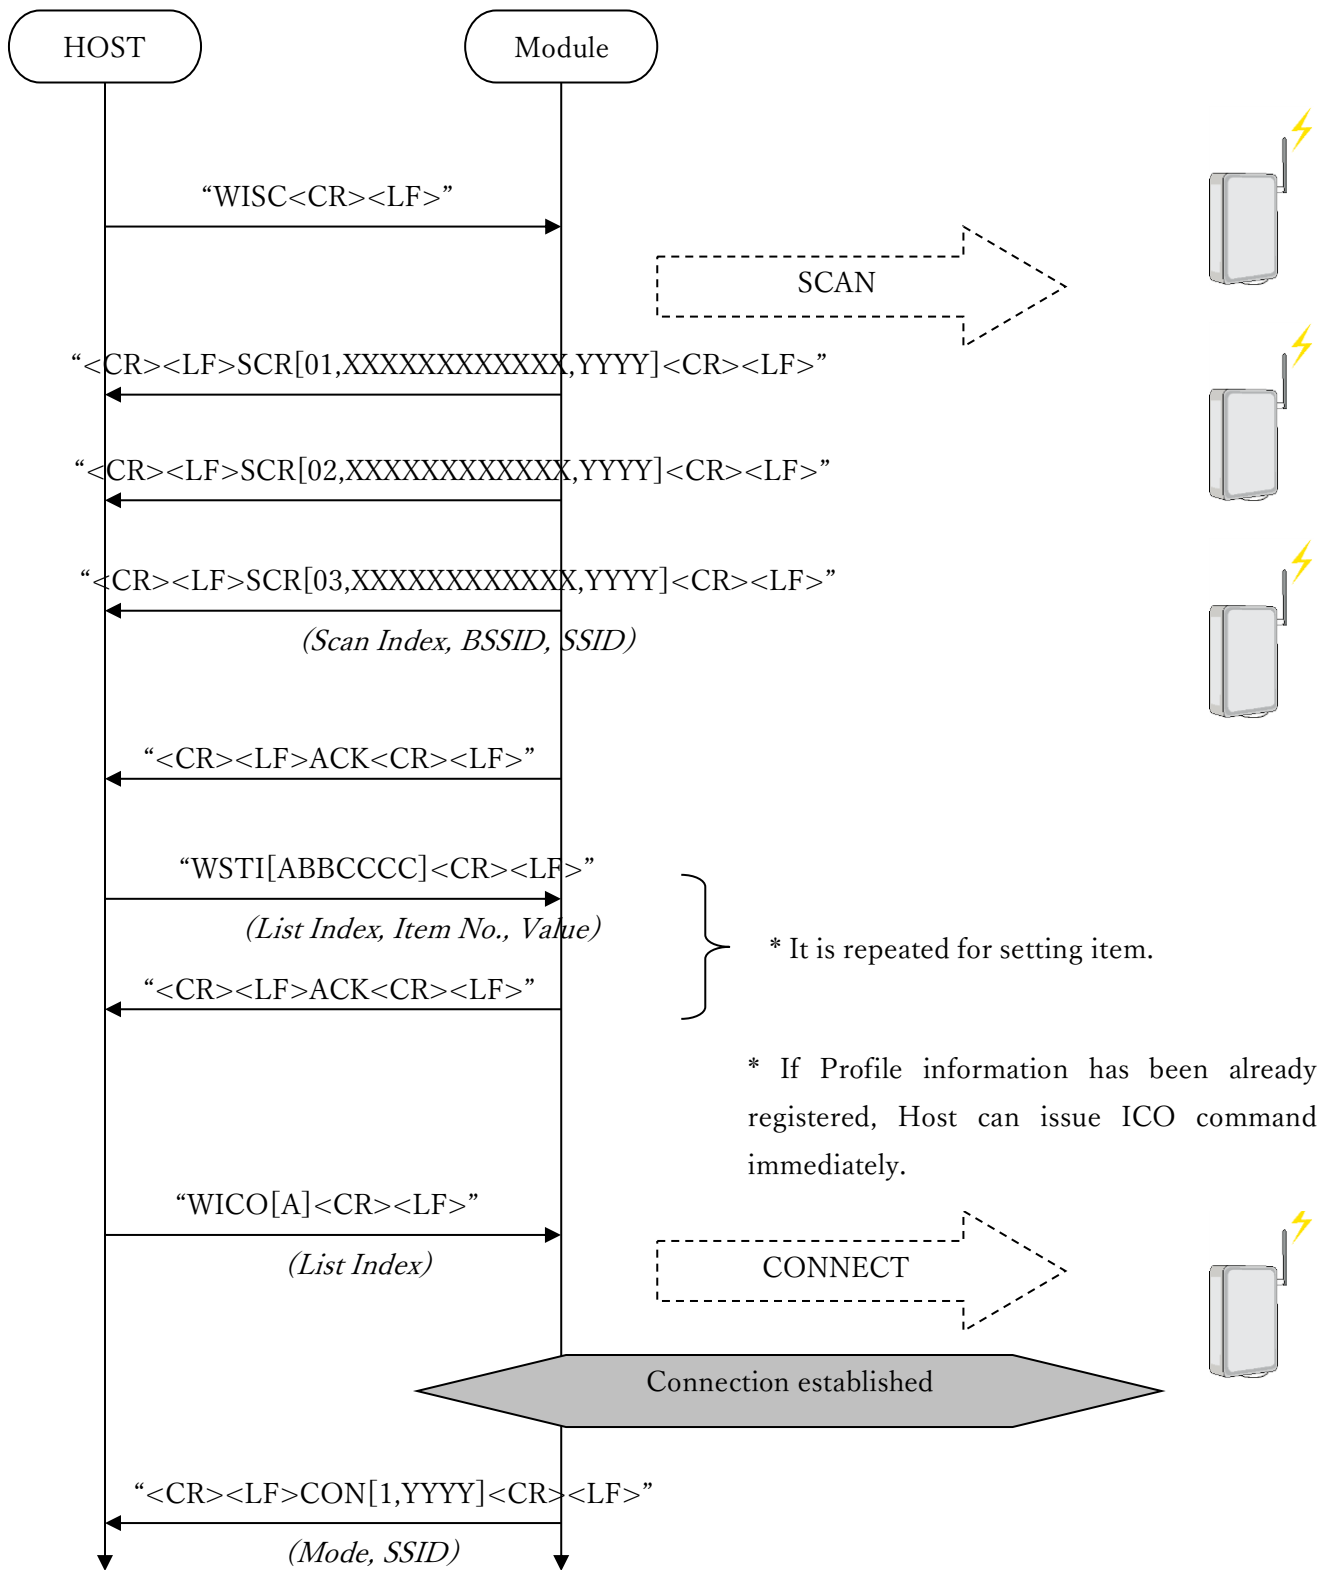 HOST
Module
“WISC<CR><LF>”
SCAN
“<CR><LF>SCR[01,XXXXXXXXXXXX,YYYY]<CR><LF>”
“<CR><LF>SCR[02,XXXXXXXXXXXX,YYYY]<CR><LF>”
“<CR><LF>SCR[03,XXXXXXXXXXXX,YYYY]<CR><LF>”
(Scan Index, BSSID, SSID)
“<CR><LF>ACK<CR><LF>”
“WSTI[ABBCCCC]<CR><LF>”
(List Index, Item No., Value)
* It is repeated for setting item.
“<CR><LF>ACK<CR><LF>”
* If Profile information has been already
registered, Host can issue ICO command
immediately.
“WICO[A]<CR><LF>”
(List Index)
CONNECT
Connection established
“<CR><LF>CON[1,YYYY]<CR><LF>”
(Mode, SSID)